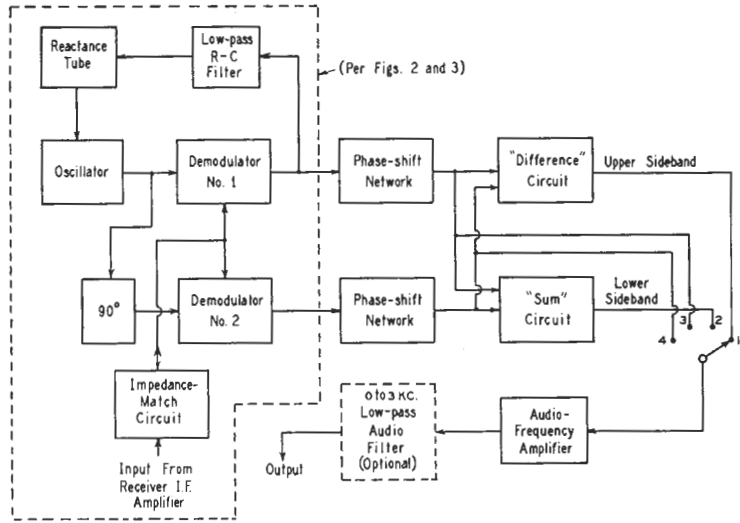 Reactance
Tube
Low-pass
R-C
Filter
(Per Figs. 2 and 3)
Oscillator
Demodulator
No. 1
Phase-shift
Network
"Difference"
Circuit
Upper Sideband
90°
Demodulator
No. 2
Phase-shift
Network
"Sum"
Circuit
Lower
Sideband
4
3
2
1
Impedance-
Match
Circuit
Input From
Receiver I.F.
Amplifier
Output
0 to 3 KC.
Low-pass
Audio
Filter
(Optional)
Audio-
Frequency
Amplifier